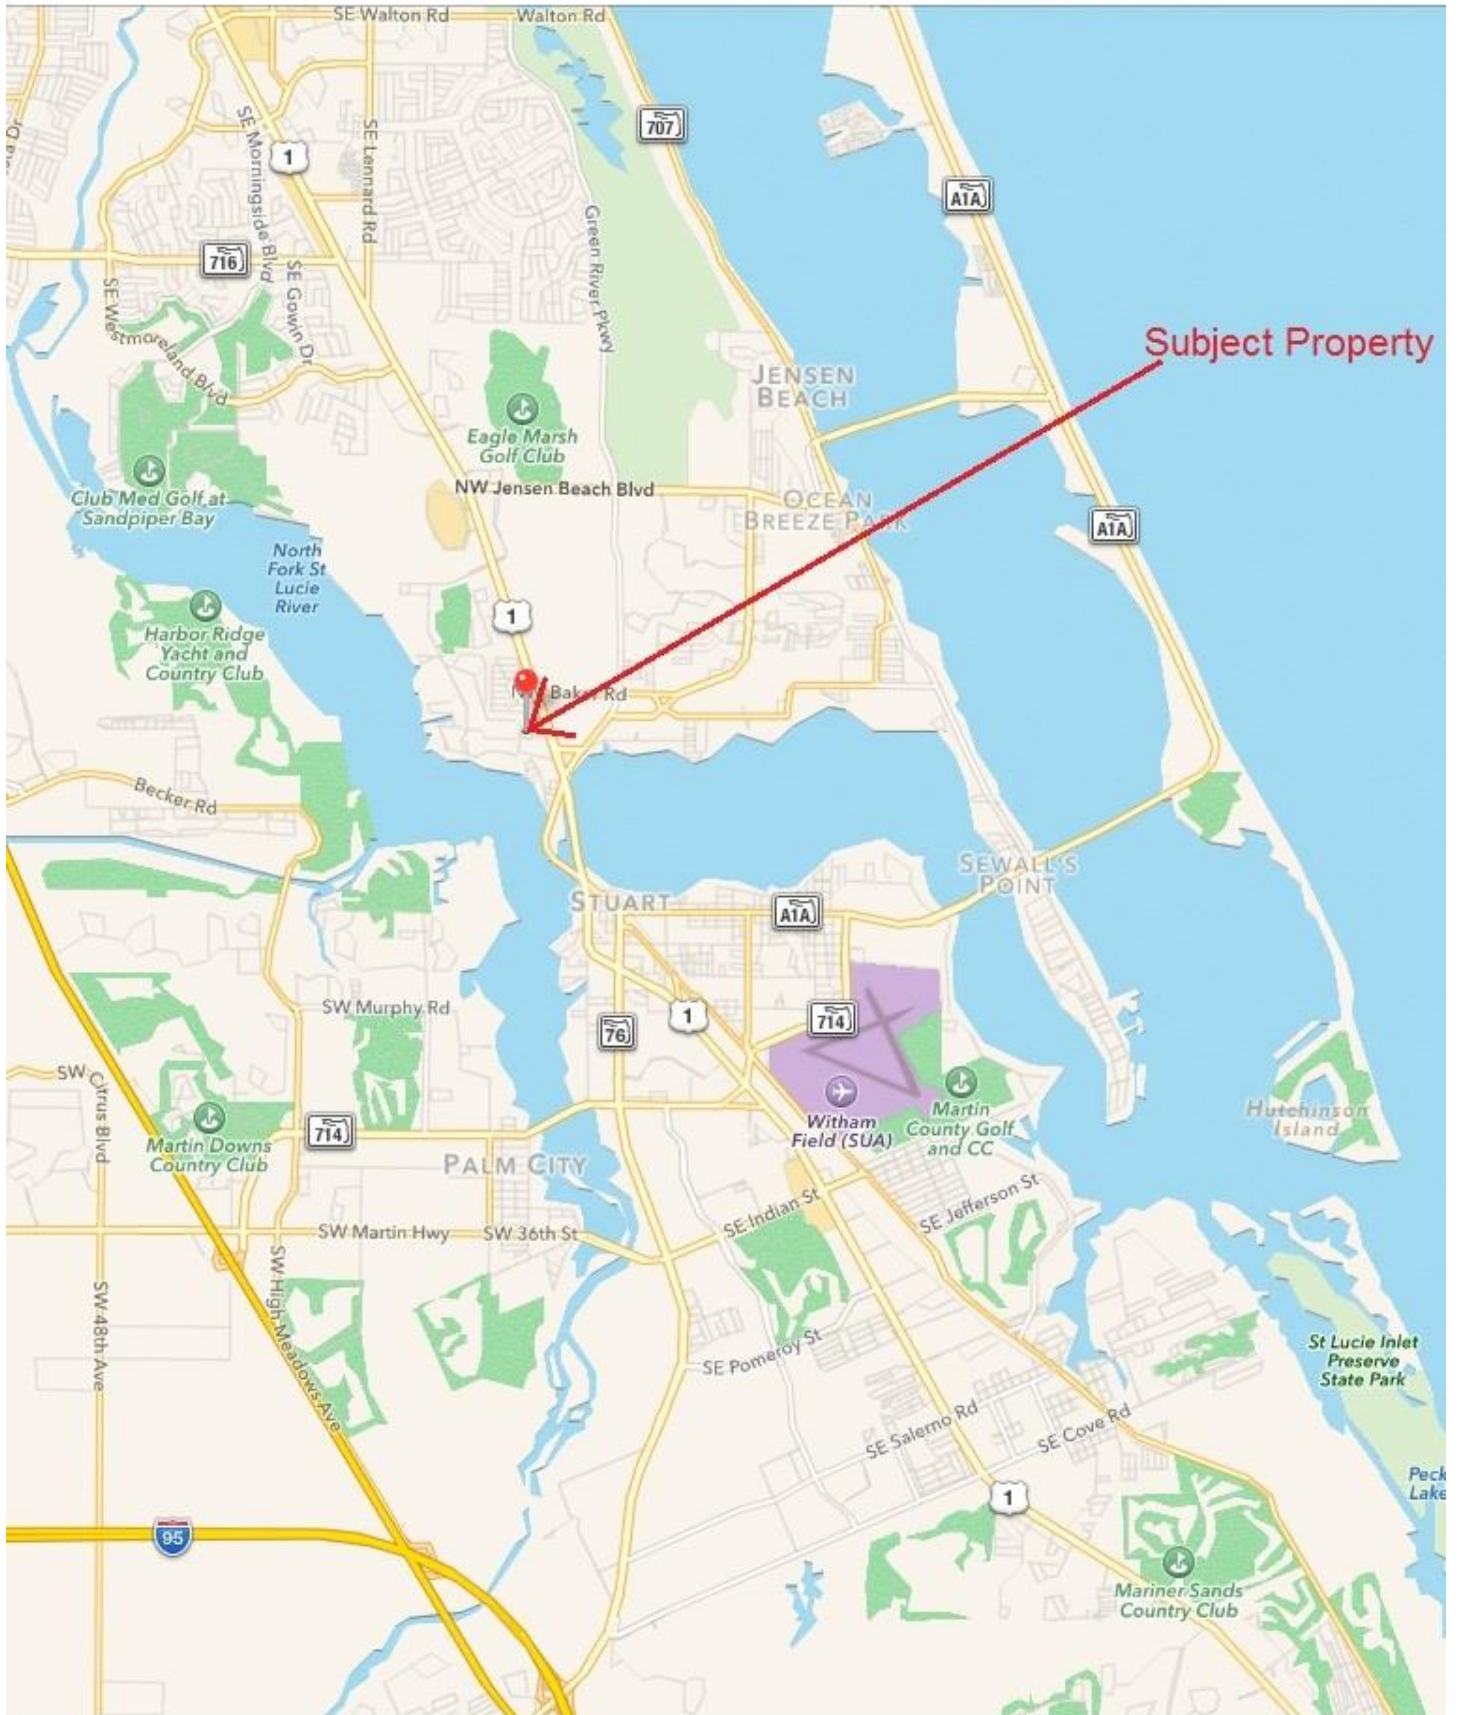 SE Walton Rd
Walton Rd
707
SE Morningside Blvd
1
SE Lennard Rd
A1A
Green River Pkwy
716
SE Gowin Dr
SE Westmoreland Blvd
Subject Property
JENSEN
BEACH
Eagle Marsh
Golf Club
Club Med Golf at
Sandpiper Bay
NW Jensen Beach Blvd
OCEAN
BREEZE PARK
A1A
North
Fork St
Lucie
River
1
Harbor Ridge
Yacht and
Country Club
NW Baker Rd
Becker Rd
SEWALL'S
POINT
STUART
A1A
SW Murphy Rd
1
714
76
SW Citrus Blvd
Witham
Field (SUA)
Martin
County Golf
and CC
Hutchinson
Island
Martin Downs
Country Club
714
PALM CITY
SE Indian St
SE Jefferson St
SW Martin Hwy
SW 36th St
SW 48th Ave
SW High Meadows Ave
SE Pomeroy St
St Lucie Inlet
Preserve
State Park
SE Salerno Rd
SE Cove Rd
Peck
Lake
1
95
Mariner Sands
Country Club